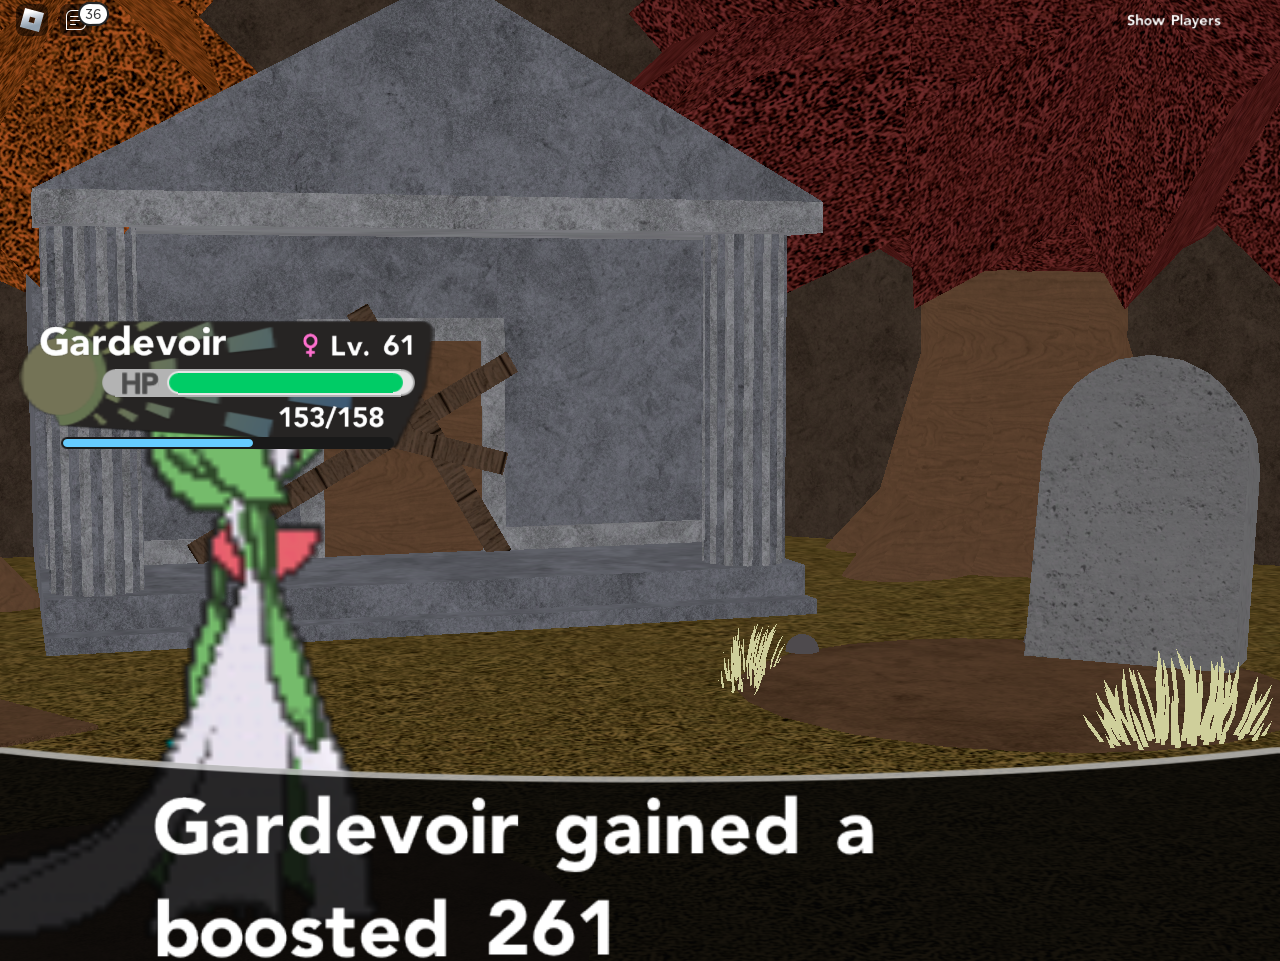 36
Show Players
Gardevoir ♀ Lv. 61
HP
153/158
Gardevoir gained a
boosted 261